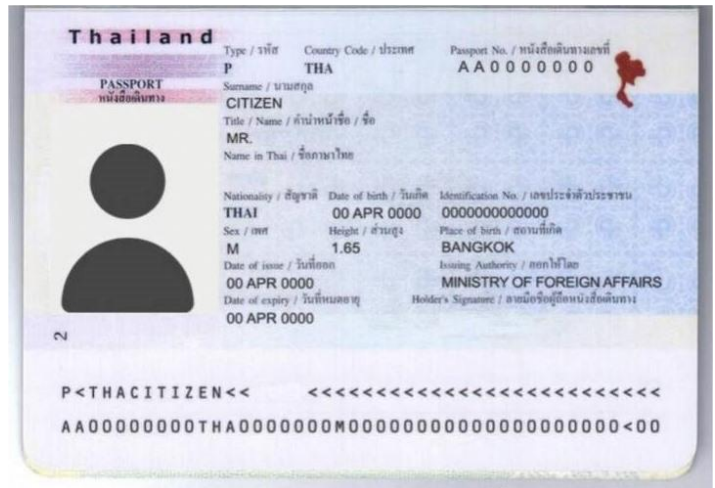 Thailand
PASSPORT
หนังสือเดินทาง
Type / รหัส Country Code / ประเทศ Passport No. / หนังสือเดินทางเลขที่
P THA AA0000000
Surname / นามสกุล
CITIZEN
Title / Name / คำนำหน้าชื่อ / ชื่อ
MR.
Name in Thai / ชื่อภาษาไทย
Nationality / สัญชาติ Date of birth / วันเกิด Identification No. / เลขประจำตัวประชาชน
THAI 00 APR 0000 0000000000000
Sex / เพศ Height / ส่วนสูง Place of birth / สถานที่เกิด
M 1.65 BANGKOK
Date of issue / วันที่ออก Issuing Authority / ออกให้โดย
00 APR 0000 MINISTRY OF FOREIGN AFFAIRS
Date of expiry / วันที่หมดอายุ Holder's Signature / ลายมือชื่อผู้ถือหนังสือเดินทาง
00 APR 0000
2
P<THACITIZEN<< <<<<<<<<<<<<<<<<<<<<<<<<<<<
AA00000000THA0000000M0000000000000000000000<00